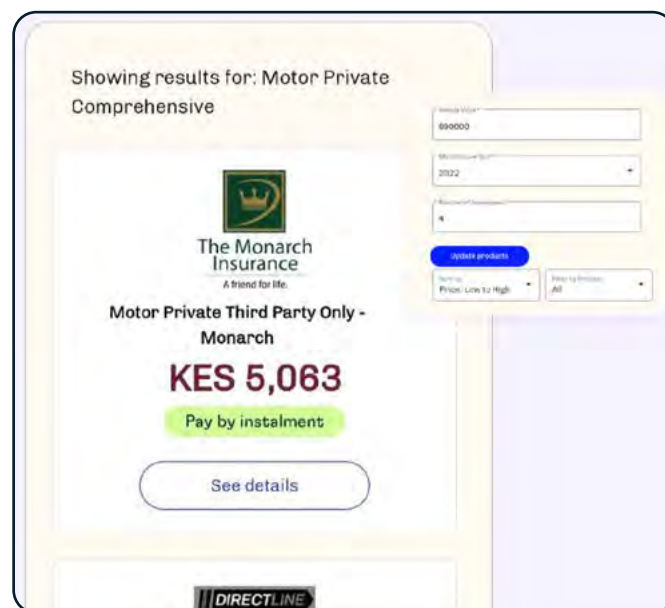 Showing results for: Motor Private
Comprehensive
The Monarch
Insurance
A friend for life.
Motor Private Third Party Only -
Monarch
KES 5,063
Pay by instalment
See details
DIRECTLINE
2022
4
Update products
Price: Low to High
All